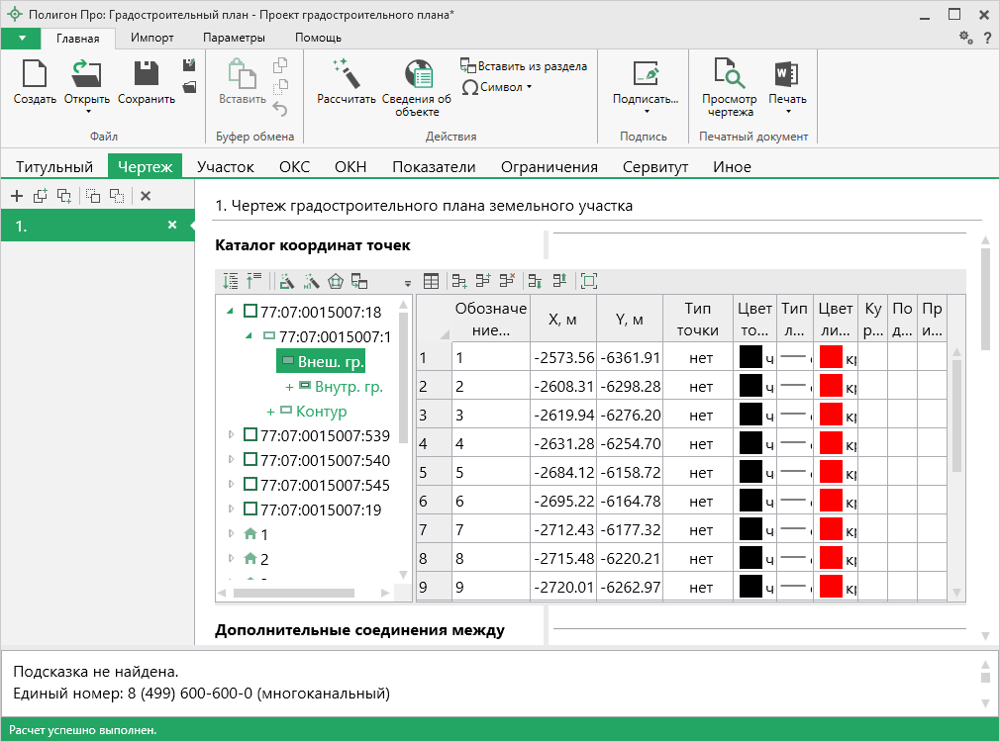 Полигон Про: Градостроительный план - Проект градостроительного плана*
Главная Импорт Параметры Помощь
?
Создать Открыть Сохранить Вставить Рассчитать Сведения об объекте Вставить из раздела Символ Подписать... Просмотр чертежа Печать
Файл Буфер обмена Действия Подпись Печатный документ
Титульный Чертеж Участок ОКС ОКН Показатели Ограничения Сервитут Иное
1.
1. Чертеж градостроительного плана земельного участка
Каталог координат точек
77:07:0015007:18
77:07:0015007:1
Внеш. гр.
+ Внутр. гр.
+ Контур
77:07:0015007:539
77:07:0015007:540
77:07:0015007:545
77:07:0015007:19
1
2
Обозначе ние... X, м Y, м Тип точки Цвет то... Тип л... Цвет ли... Ку р... По д... Пр и...
1 1 -2573.56 -6361.91 нет ч кр
2 2 -2608.31 -6298.28 нет ч кр
3 3 -2619.94 -6276.20 нет ч кр
4 4 -2631.28 -6254.70 нет ч кр
5 5 -2684.12 -6158.72 нет ч кр
6 6 -2695.22 -6164.78 нет ч кр
7 7 -2712.43 -6177.32 нет ч кр
8 8 -2715.48 -6220.21 нет ч кр
9 9 -2720.01 -6262.97 нет ч кр
Дополнительные соединения между
Подсказка не найдена.
Единый номер: 8 (499) 600-600-0 (многоканальный)
Расчет успешно выполнен.